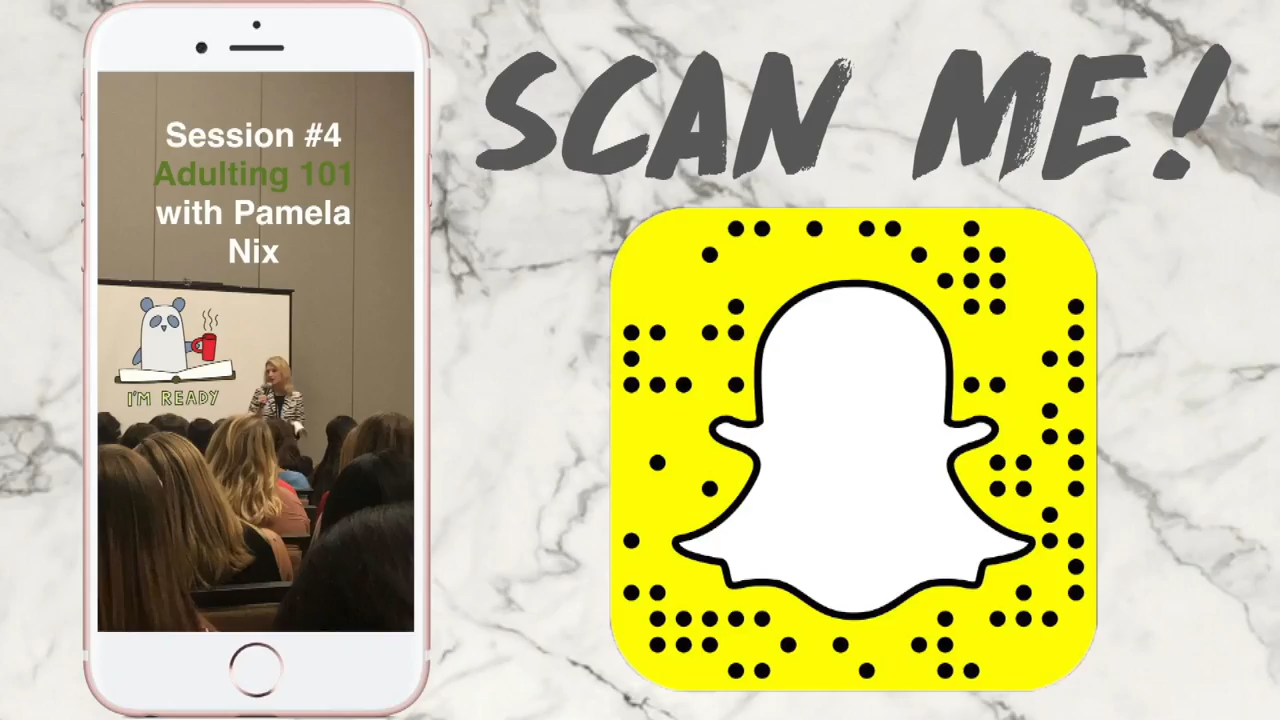 Session #4
Adulting 101
with Pamela
Nix
I'M READY
SCAN ME!